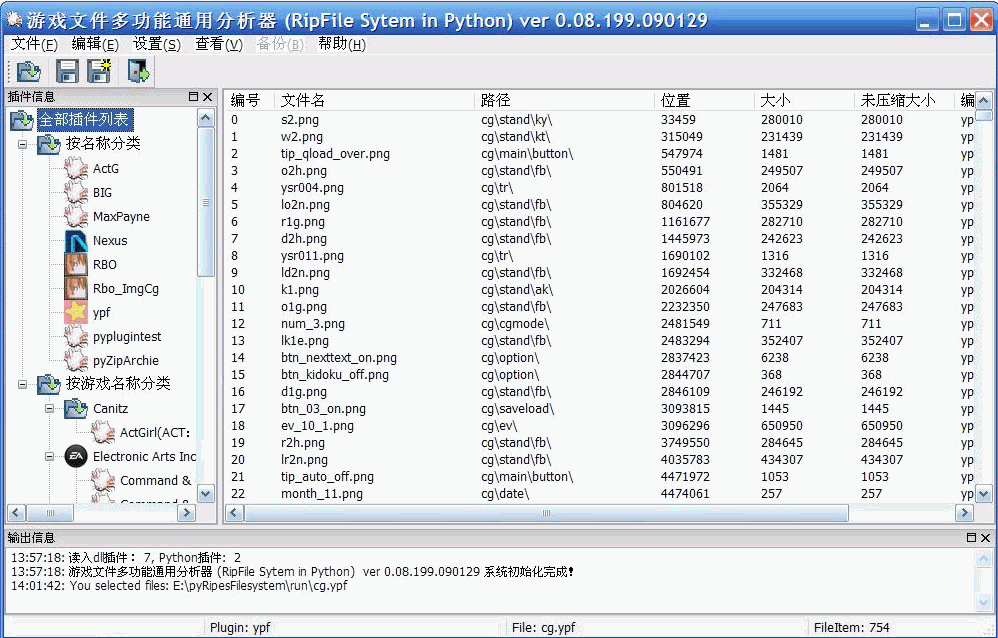 游戏文件多功能通用分析器 (RipFile Sytem in Python) ver 0.08.199.090129
文件(F) 编辑(E) 设置(S) 查看(V) 备份(B) 帮助(H)
插件信息
全部插件列表
按名称分类
ActG
BIG
MaxPayne
Nexus
RBO
Rbo_ImgCg
ypf
pyplugintest
pyZipArchie
按游戏名称分类
Canitz
ActGirl(ACT:
Electronic Arts Inc
Command &
Command &
编号 文件名 路径 位置 大小 未压缩大小 编
0 s2.png cg\stand\ky\ 33459 280010 280010 yp
1 w2.png cg\stand\kt\ 315049 231439 231439 yp
2 tip_qload_over.png cg\main\button\ 547974 1481 1481 yp
3 o2h.png cg\stand\fb\ 550491 249507 249507 yp
4 ysr004.png cg\tr\ 801518 2064 2064 yp
5 lo2n.png cg\stand\fb\ 804620 355329 355329 yp
6 r1g.png cg\stand\fb\ 1161677 282710 282710 yp
7 d2h.png cg\stand\fb\ 1445973 242623 242623 yp
8 ysr011.png cg\tr\ 1690102 1316 1316 yp
9 ld2n.png cg\stand\fb\ 1692454 332468 332468 yp
10 k1.png cg\stand\ak\ 2026604 204314 204314 yp
11 o1g.png cg\stand\fb\ 2232350 247683 247683 yp
12 num_3.png cg\cgmode\ 2481549 711 711 yp
13 lk1e.png cg\stand\fb\ 2483294 352407 352407 yp
14 btn_nexttext_on.png cg\option\ 2837423 6238 6238 yp
15 btn_kidoku_off.png cg\option\ 2844707 368 368 yp
16 d1g.png cg\stand\fb\ 2846109 246192 246192 yp
17 btn_03_on.png cg\saveload\ 3093815 1445 1445 yp
18 ev_10_1.png cg\ev\ 3096296 650950 650950 yp
19 r2h.png cg\stand\fb\ 3749550 284645 284645 yp
20 lr2n.png cg\stand\fb\ 4035783 434307 434307 yp
21 tip_auto_off.png cg\main\button\ 4471972 1053 1053 yp
22 month_11.png cg\date\ 4474061 257 257 yp
输出信息
13:57:18: 读入dll插件： 7, Python插件: 2
13:57:18: 游戏文件多功能通用分析器 (RipFile Sytem in Python) ver 0.08.199.090129 系统初始化完成!
14:01:42: You selected files: E:\pyRipesFilesystem\run\cg.ypf
Plugin: ypf File: cg.ypf FileItem: 754